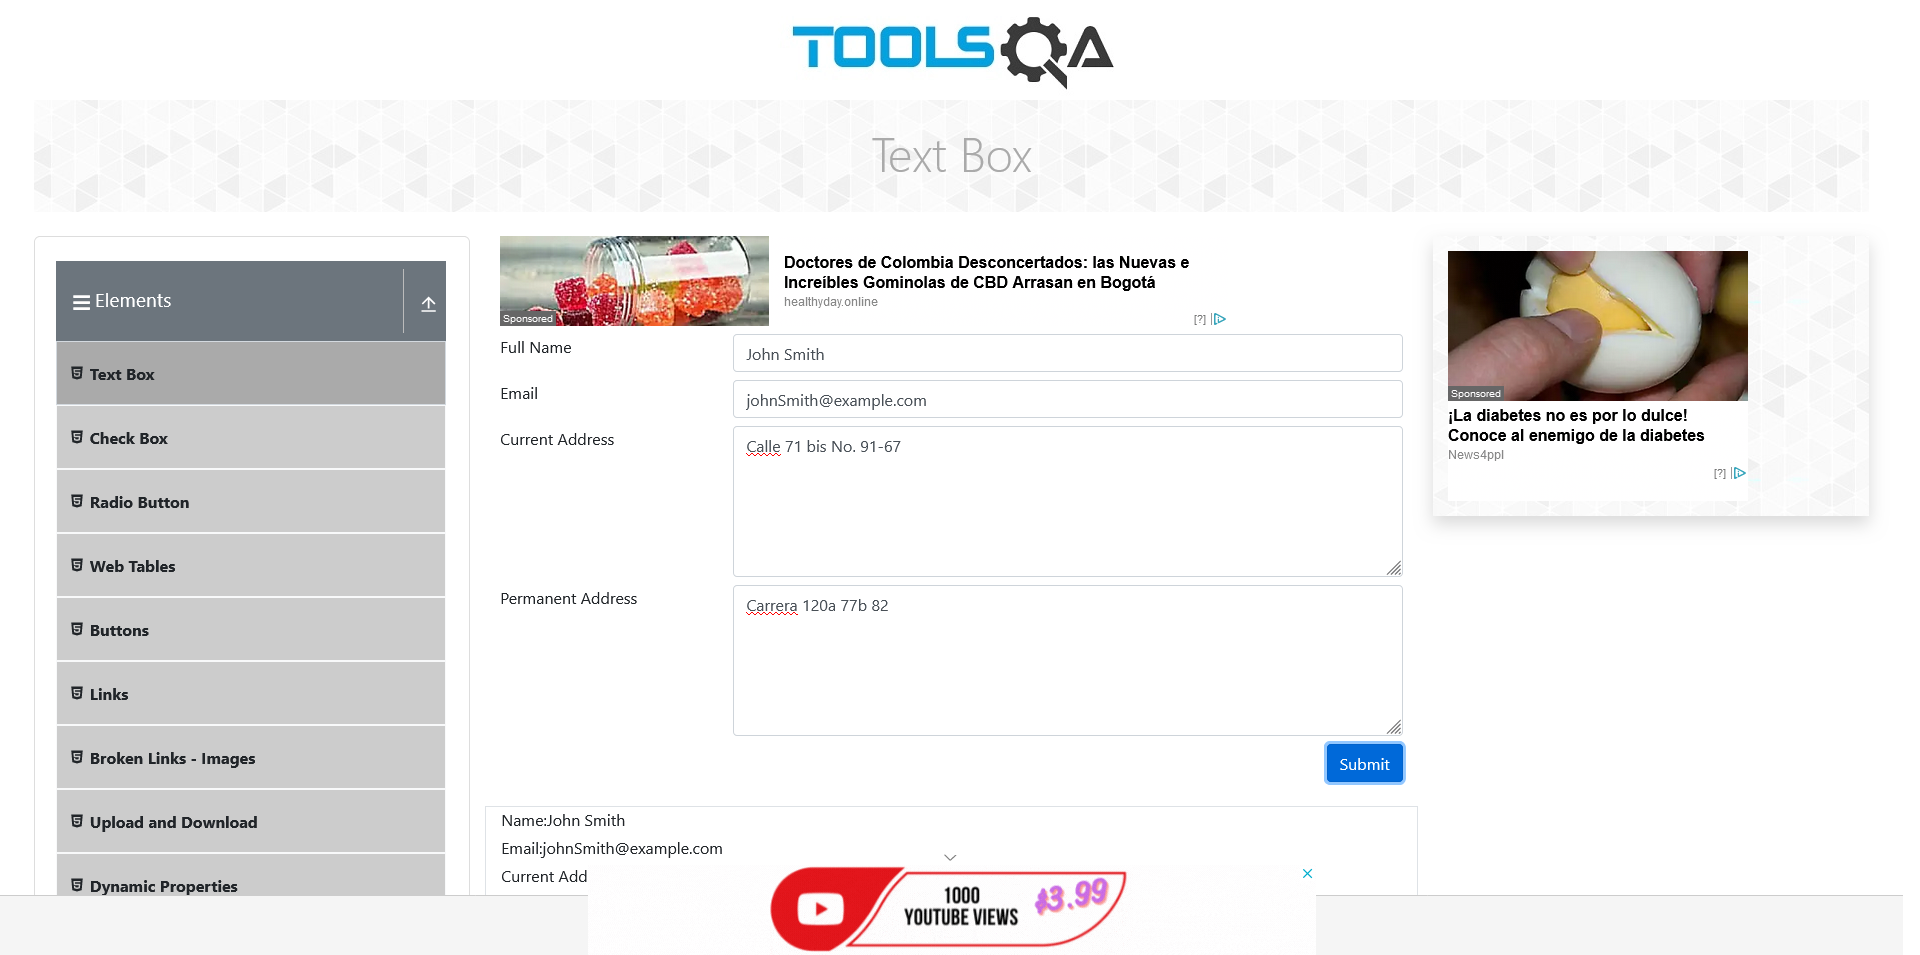 TOOLSQA
Text Box
Elements
Text Box
Check Box
Radio Button
Web Tables
Buttons
Links
Broken Links - Images
Upload and Download
Dynamic Properties
Sponsored
Doctores de Colombia Desconcertados: las Nuevas e
Increíbles Gominolas de CBD Arrasan en Bogotá
healthyday.online
[?]
Full Name
John Smith
Email
johnSmith@example.com
Current Address
Calle 71 bis No. 91-67
Permanent Address
Carrera 120a 77b 82
Submit
Name:John Smith
Email:johnSmith@example.com
Current Add
Sponsored
¡La diabetes no es por lo dulce!
Conoce al enemigo de la diabetes
News4ppl
[?]
1000
YOUTUBE VIEWS
$3.99